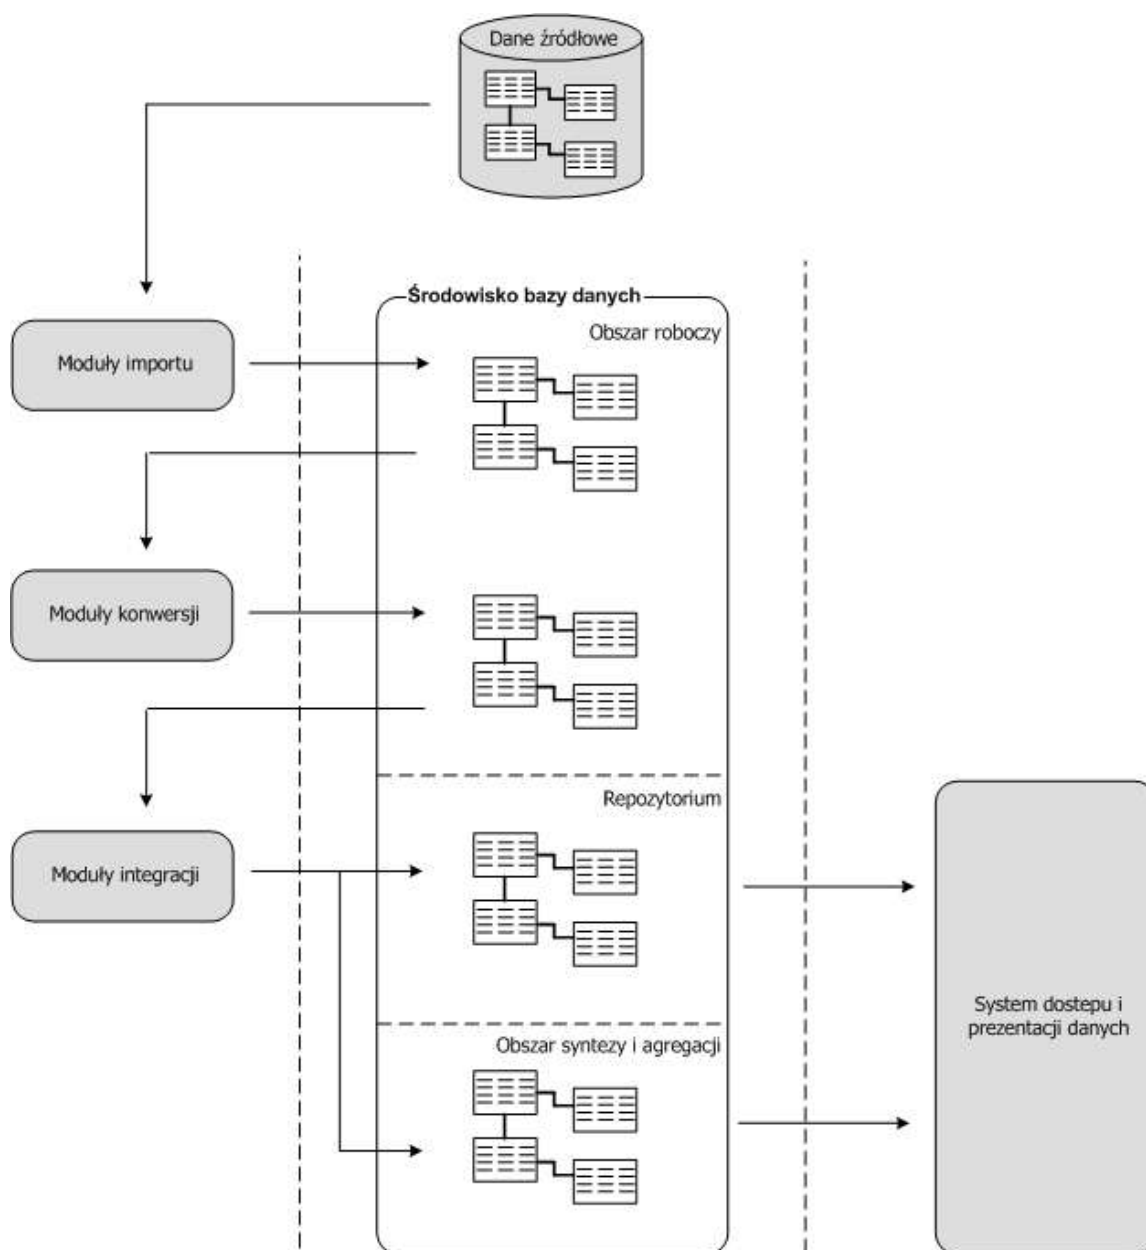 Dane źródłowe
Środowisko bazy danych
Obszar roboczy
Moduły importu
Moduły konwersji
Repozytorium
Moduły integracji
System dostepu i
prezentacji danych
Obszar syntezy i agregacji